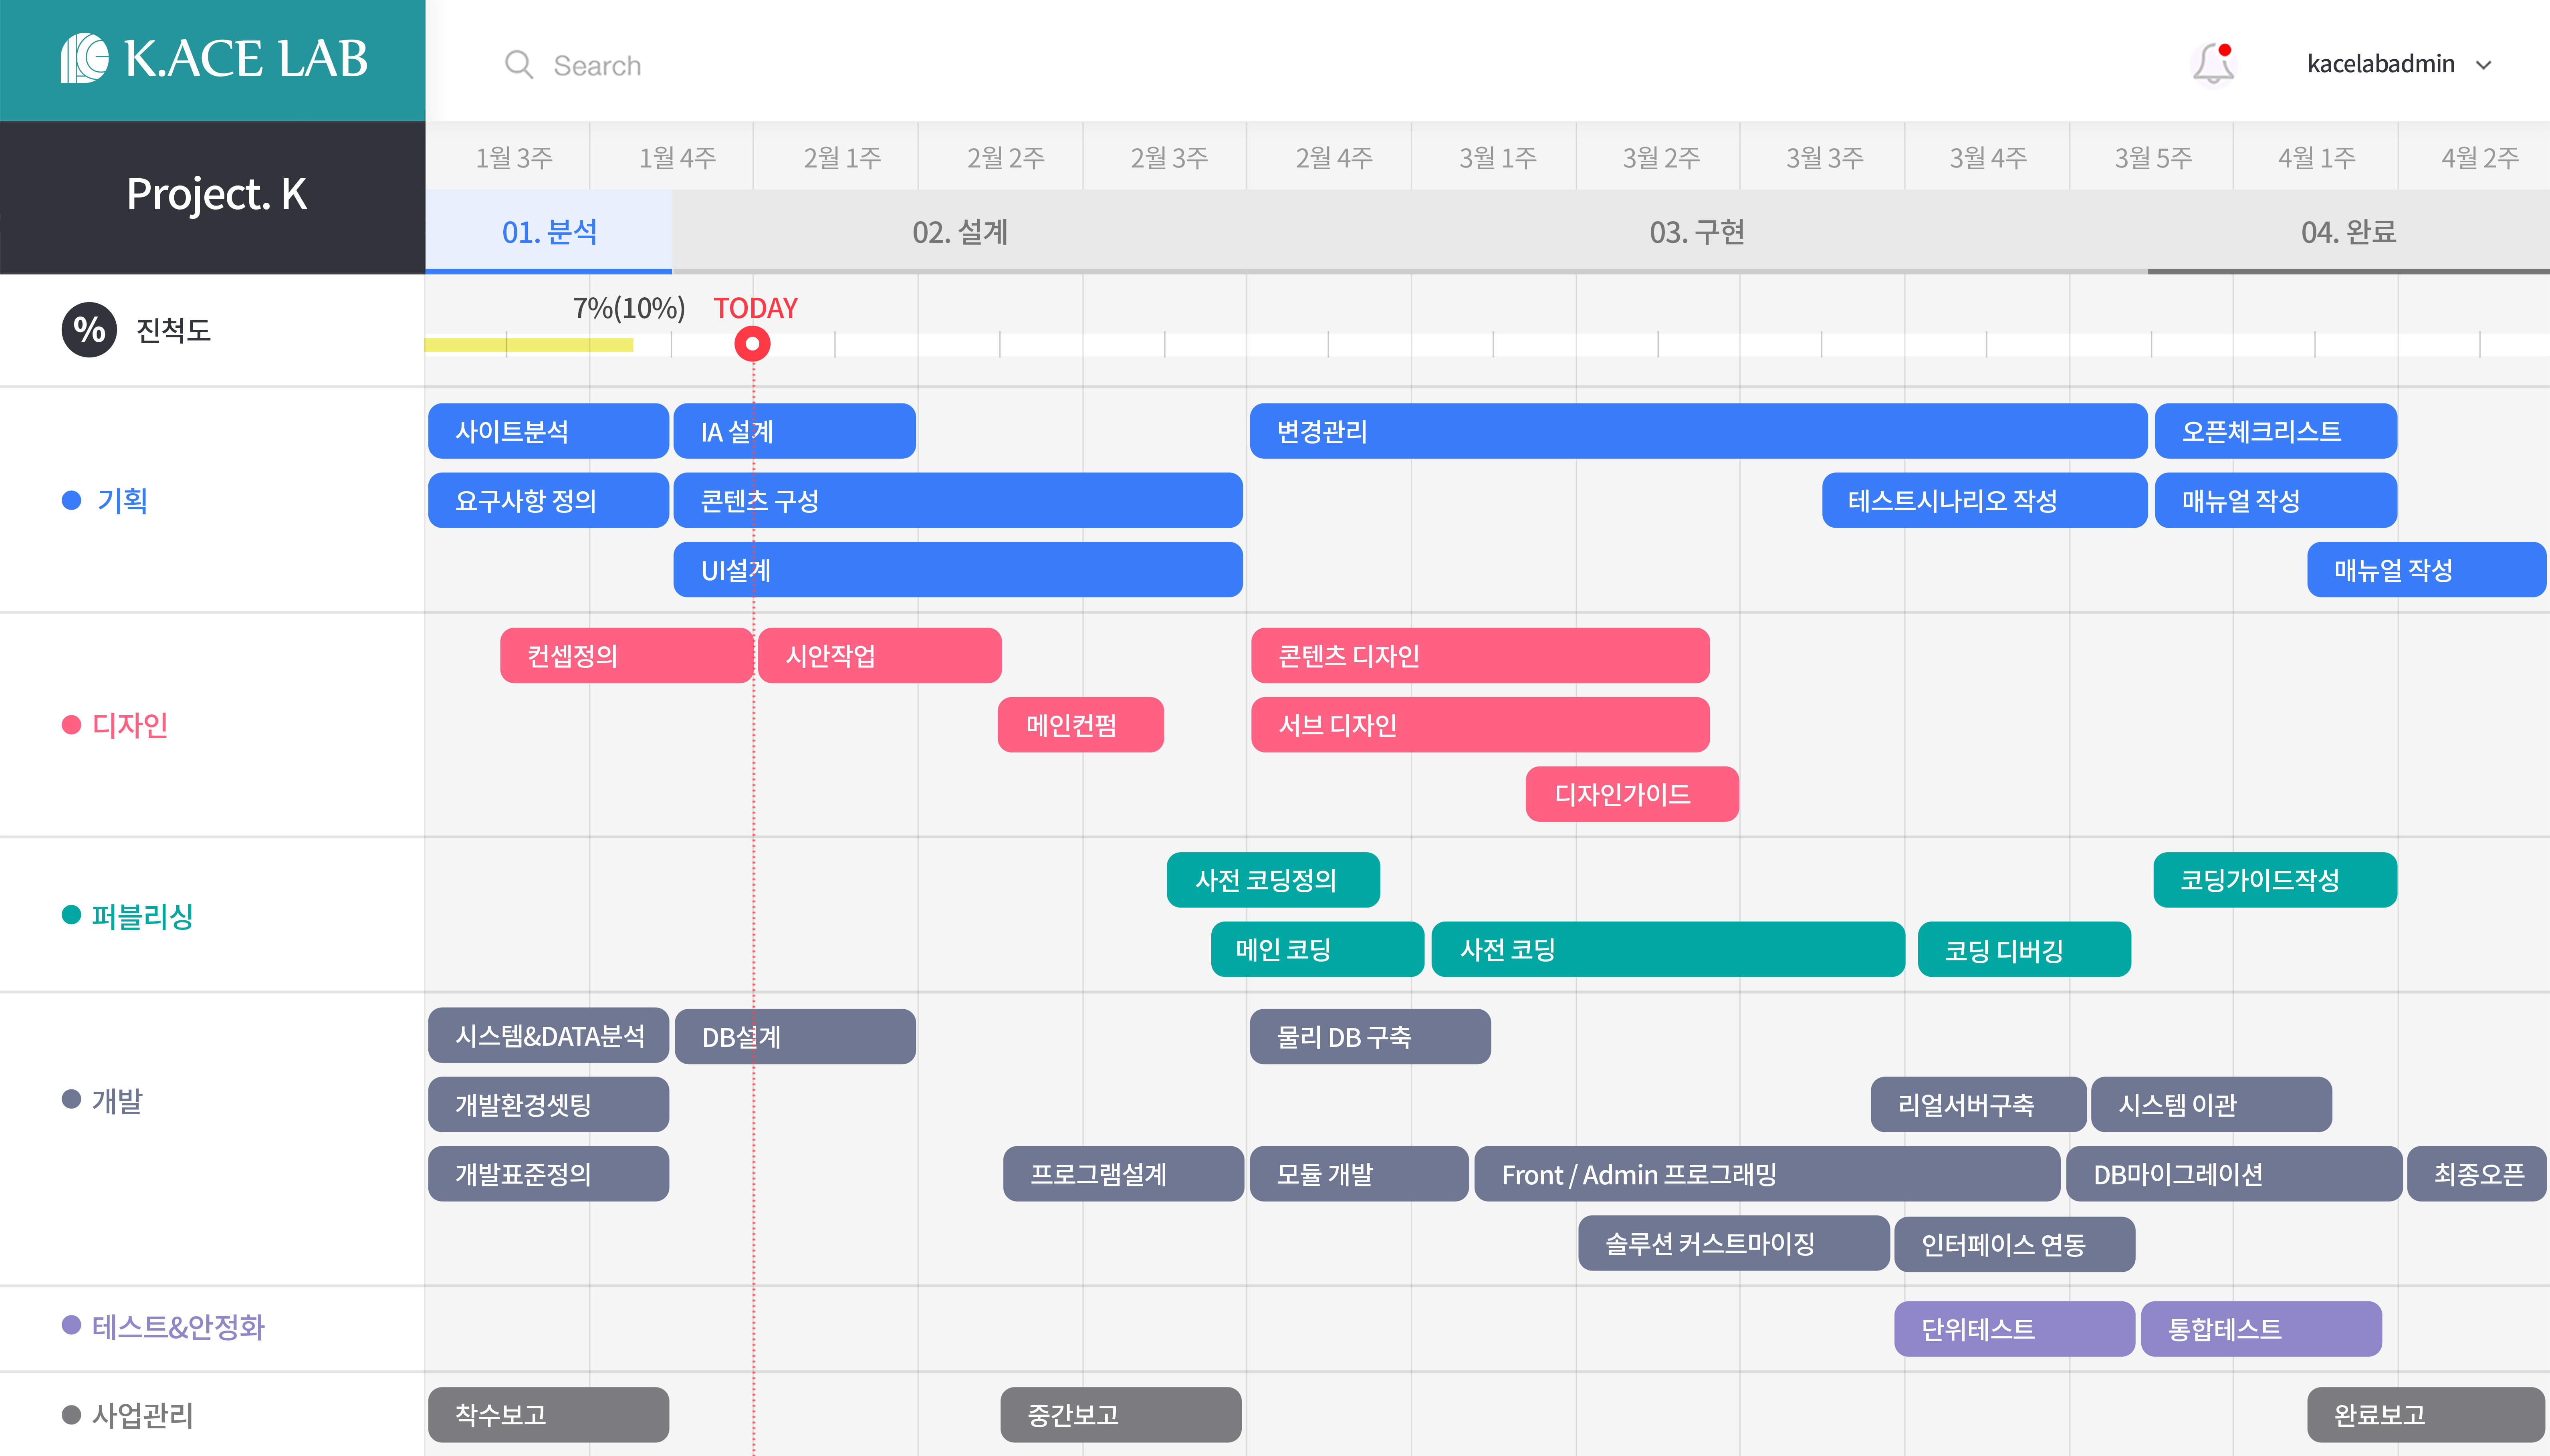 K.ACE LAB
Search
kacelabadmin
Project. K
1월 3주
1월 4주
2월 1주
2월 2주
2월 3주
2월 4주
3월 1주
3월 2주
3월 3주
3월 4주
3월 5주
4월 1주
4월 2주
01. 분석
02. 설계
03. 구현
04. 완료
% 진척도
7%(10%)
TODAY
기획
사이트분석
IA 설계
변경관리
오픈체크리스트
요구사항 정의
콘텐츠 구성
테스트시나리오 작성
매뉴얼 작성
UI설계
매뉴얼 작성
디자인
컨셉정의
시안작업
콘텐츠 디자인
메인컨펌
서브 디자인
디자인가이드
퍼블리싱
사전 코딩정의
코딩가이드작성
메인 코딩
사전 코딩
코딩 디버깅
개발
시스템&DATA분석
DB설계
물리 DB 구축
개발환경셋팅
리얼서버구축
시스템 이관
개발표준정의
프로그램설계
모듈 개발
Front / Admin 프로그래밍
DB마이그레이션
최종오픈
솔루션 커스트마이징
인터페이스 연동
테스트&안정화
단위테스트
통합테스트
사업관리
착수보고
중간보고
완료보고